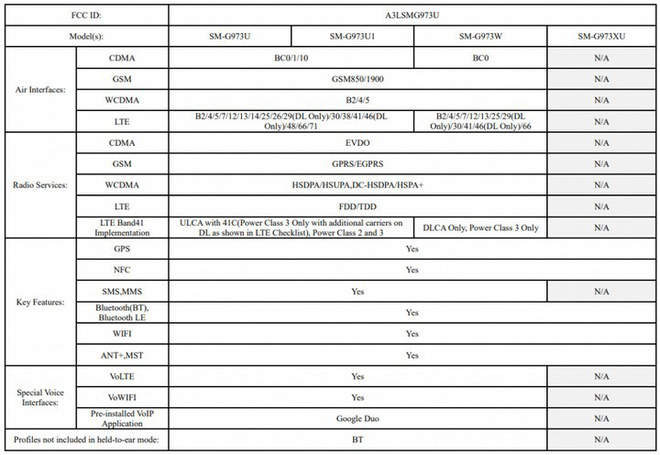 FCC ID: A3LSMG973U
Model(s): SM-G973U SM-G973U1 SM-G973W SM-G973XU
Air Interfaces: CDMA BC0/1/10 BC0 N/A
GSM GSM850/1900 N/A
WCDMA B2/4/5 N/A
LTE B2/4/5/7/12/13/14/25/26/29(DL Only)/30/38/41/46(DL
Only)/48/66/71
B2/4/5/7/12/13/25/29(DL
Only)/30/41/46(DL Only)/66
N/A
Radio Services: CDMA EVDO N/A
GSM GPRS/EGPRS N/A
WCDMA HSDPA/HSUPA,DC-HSDPA/HSPA+ N/A
LTE FDD/TDD N/A
LTE Band41
Implementation
ULCA with 41C(Power Class 3 Only with additional carriers on
DL as shown in LTE Checklist), Power Class 2 and 3
DLCA Only, Power Class 3 Only
N/A
Key Features: GPS Yes
NFC Yes
SMS,MMS Yes N/A
Bluetooth(BT),
Bluetooth LE
Yes
WIFI Yes
ANT+,MST Yes
Special Voice
Interfaces:
VoLTE Yes N/A
VoWIFI Yes N/A
Pre-installed VoIP
Application
Google Duo
N/A
Profiles not included in held-to-ear mode: BT N/A